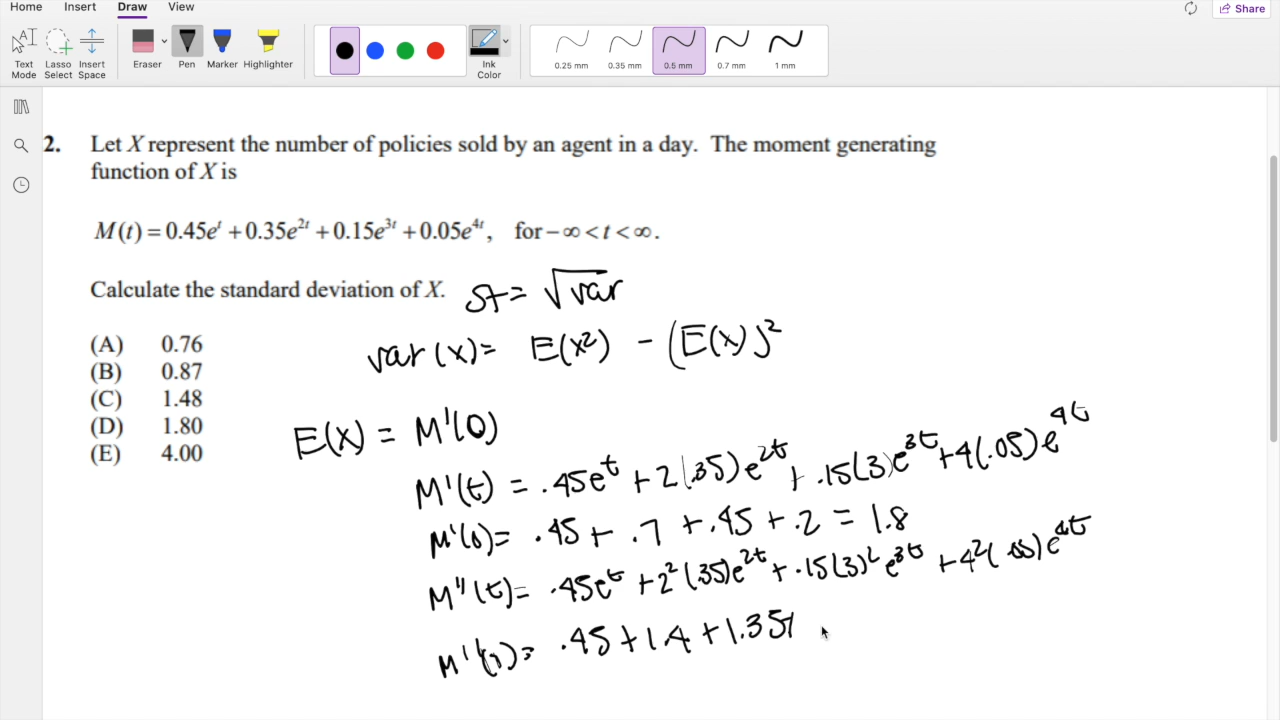 Home Insert Draw View
Share
Text Mode
Lasso Select
Insert Space
Eraser
Pen
Marker
Highlighter
Ink Color
0.25 mm
0.35 mm
0.5 mm
0.7 mm
1 mm
2. Let X represent the number of policies sold by an agent in a day. The moment generating
function of X is
M(t) = 0.45e^t + 0.35e^{2t} + 0.15e^{3t} + 0.05e^{4t}, for −∞ < t < ∞.
Calculate the standard deviation of X. St = √var
(A) 0.76
(B) 0.87
(C) 1.48
(D) 1.80
(E) 4.00
var(x) = E(x²) - (E(x))²
E(x) = M'(0)
M'(t) = .45e^t + 2(.35)e^{2t} + .15(3)e^{3t} + 4(.05)e^{4t}
M'(0) = .45 + .7 + .45 + .2 = 1.8
M''(t) = .45e^t + 2²(.35)e^{2t} + .15(3)²e^{3t} + 4²(.05)e^{4t}
.45 + 1.4 + 1.35